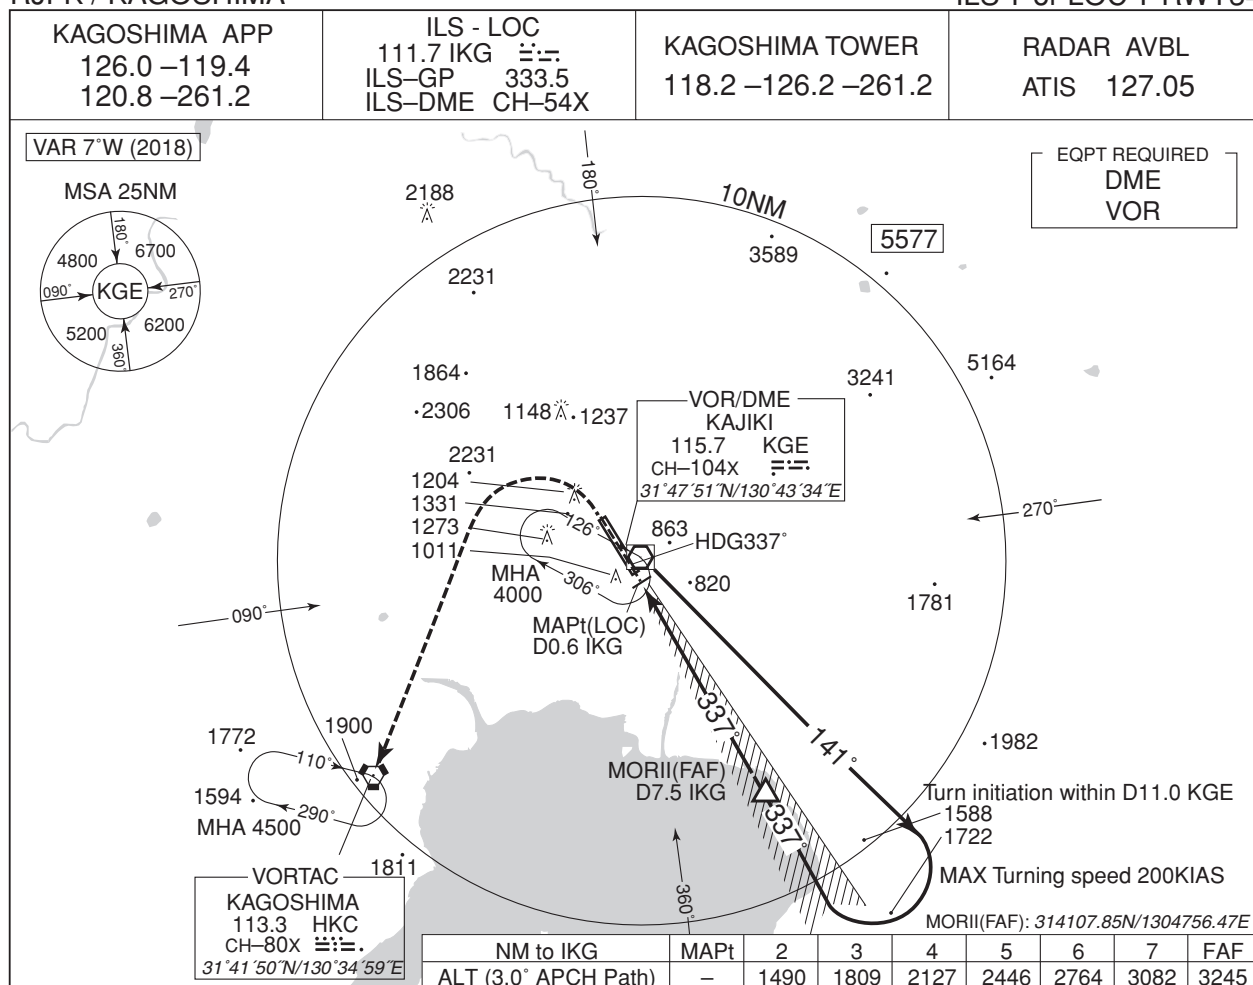 KAGOSHIMA APP
126.0 –119.4
120.8 –261.2
ILS - LOC
111.7 IKG
ILS–GP 333.5
ILS–DME CH–54X
KAGOSHIMA TOWER
118.2 –126.2 –261.2
RADAR AVBL
ATIS 127.05
VAR 7˚W (2018)
MSA 25NM
180˚
4800
6700
090˚
KGE
270˚
5200
6200
360˚
EQPT REQUIRED
DME
VOR
2188
180˚
10NM
3589
5577
2231
1864
3241
5164
2306
1148
1237
VOR/DME
KAJIKI
115.7 KGE
CH–104X
31˚47´51˝N/130˚43´34˝E
2231
1204
1331
1273
1011
126˚
306˚
MHA
4000
863
HDG337˚
820
270˚
1781
090˚
MAPt(LOC)
D0.6 IKG
337˚
141˚
1982
MORII(FAF)
D7.5 IKG
337˚
1900
1772
110˚
1594
290˚
MHA 4500
1811
Turn initiation within D11.0 KGE
1588
1722
MAX Turning speed 200KIAS
360˚
VORTAC
KAGOSHIMA
113.3 HKC
CH–80X
31˚41´50˝N/130˚34´59˝E
MORII(FAF): 314107.85N/1304756.47E
NM to IKG MAPt 2 3 4 5 6 7 FAF
ALT (3.0˚ APCH Path) – 1490 1809 2127 2446 2764 3082 3245